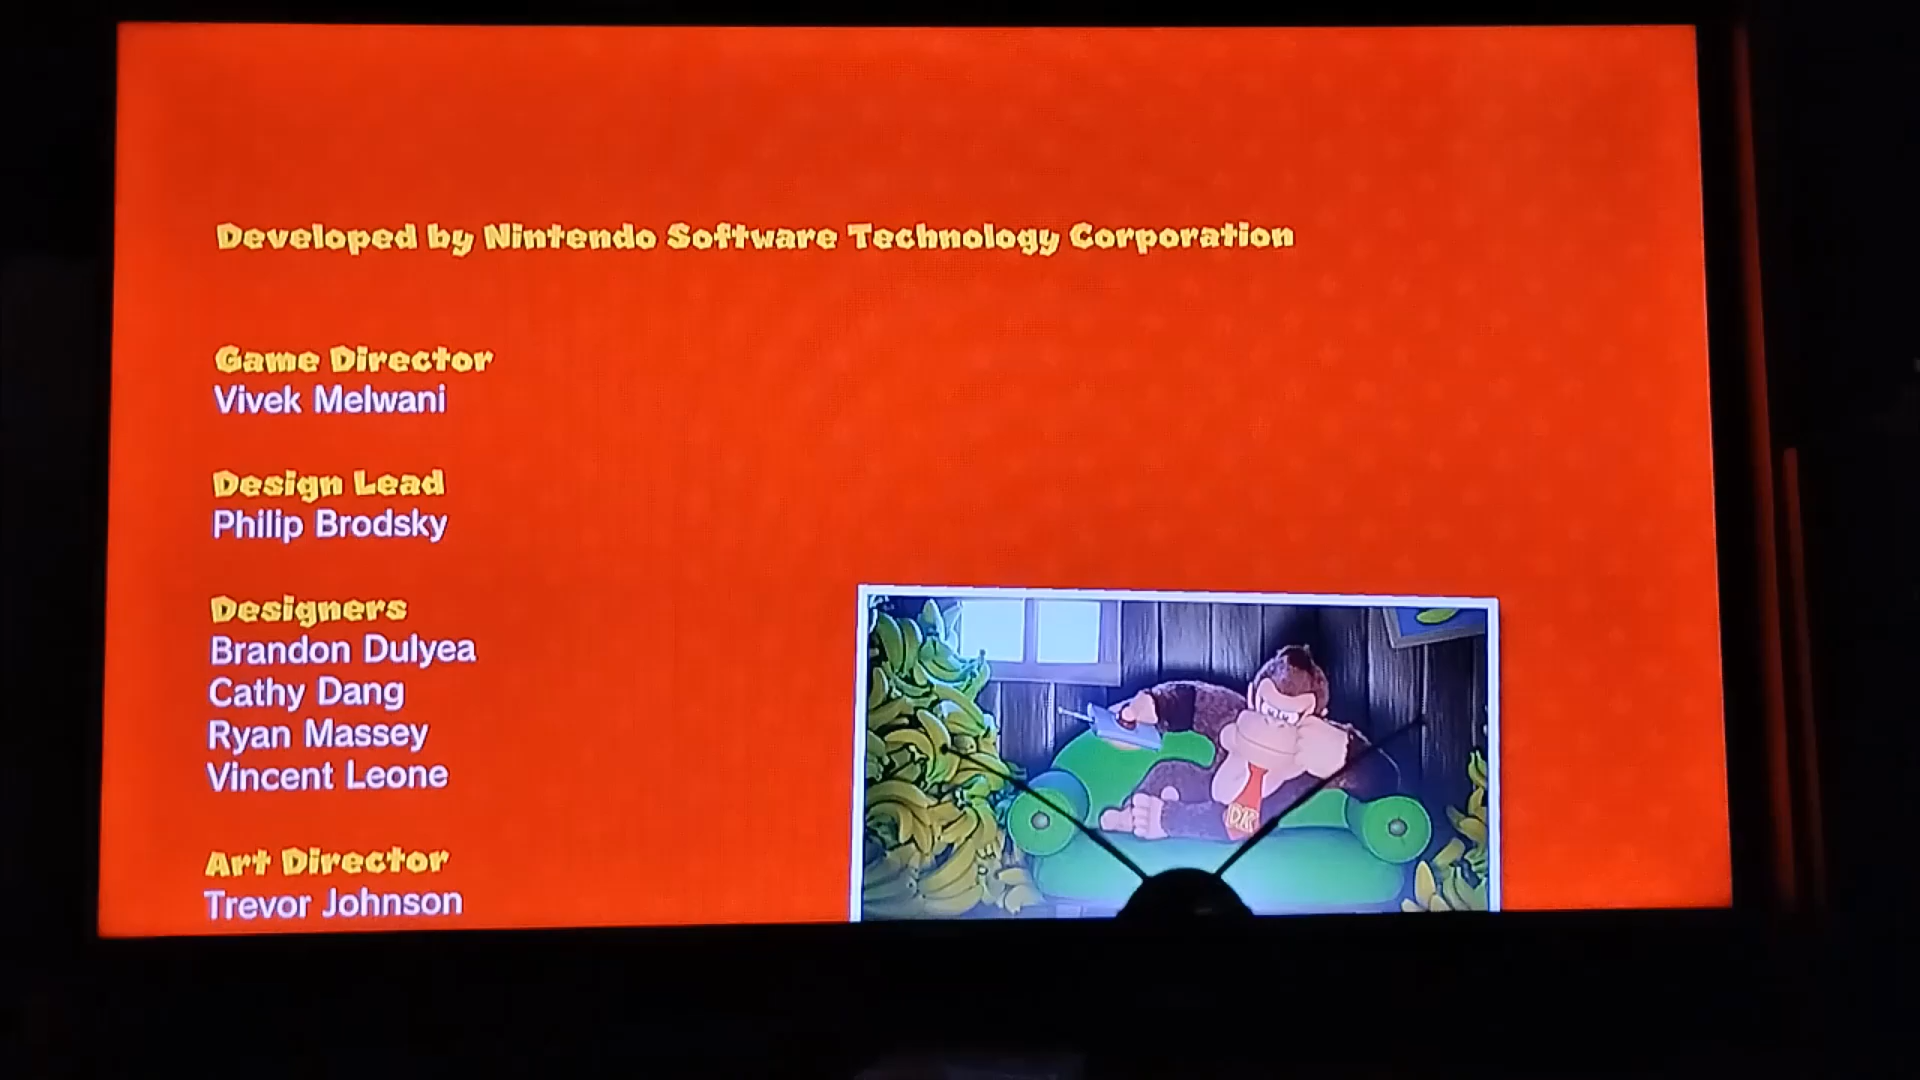 Developed by Nintendo Software Technology Corporation
Game Director
Vivek Melwani
Design Lead
Philip Brodsky
Designers
Brandon Dulyea
Cathy Dang
Ryan Massey
Vincent Leone
Art Director
Trevor Johnson
DK